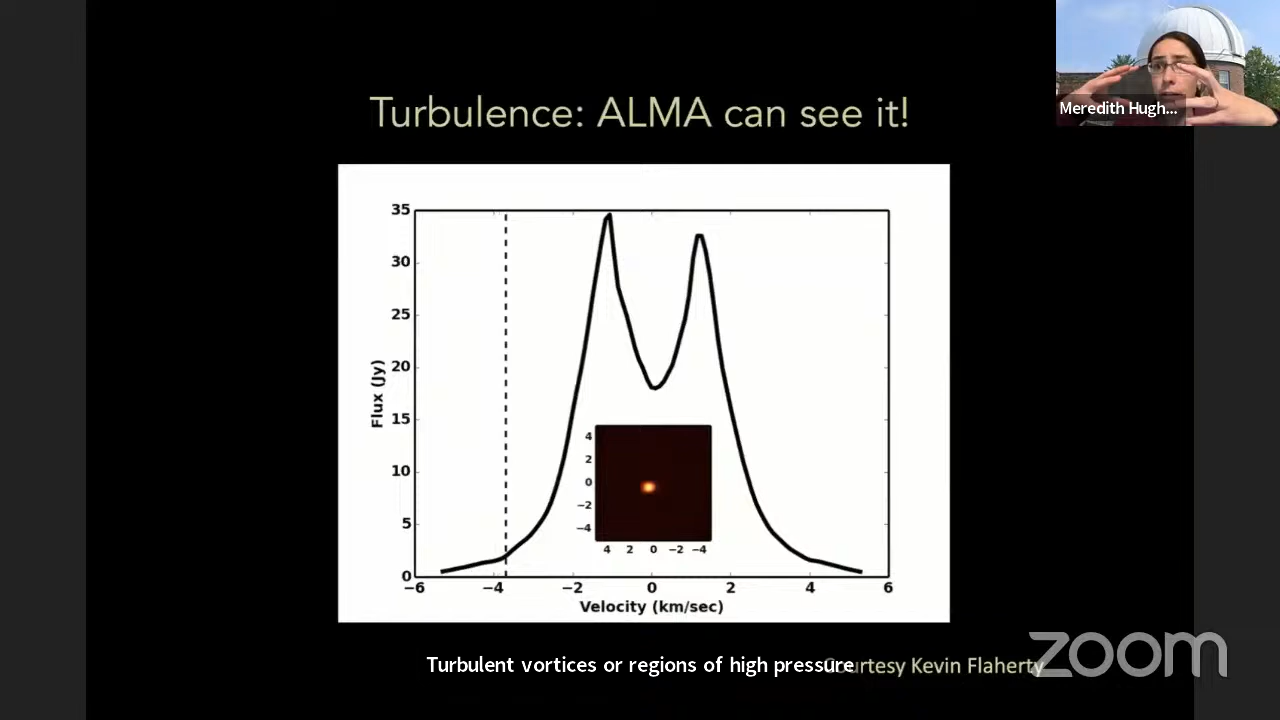 Turbulence: ALMA can see it!
Meredith Hugh...
35
30
25
20
15
10
5
0
Flux (Jy)
4
2
0
−2
−4
4 2 0 −2 −4
−6 −4 −2 0 2 4 6
Velocity (km/sec)
Turbulent vortices or regions of high pressure
Courtesy Kevin Flaherty
zoom